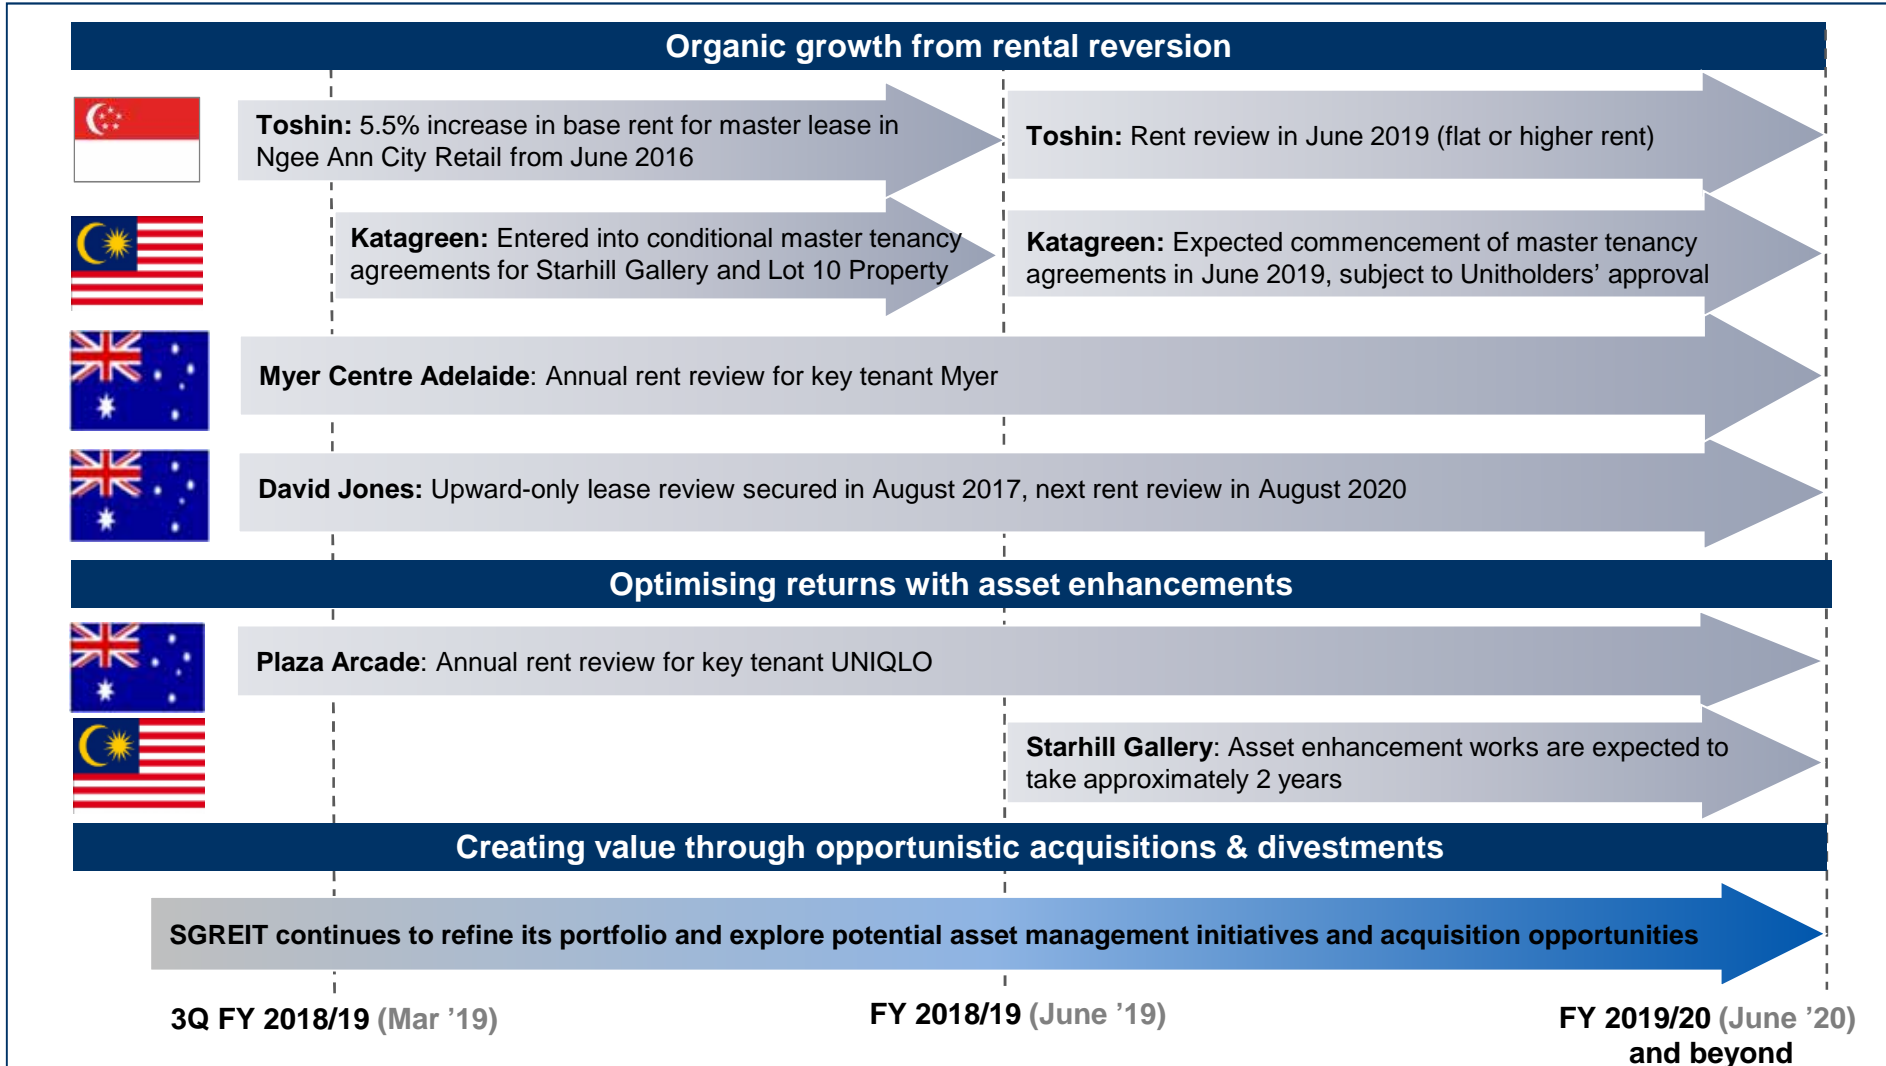 Organic growth from rental reversion
Toshin: 5.5% increase in base rent for master lease in
Ngee Ann City Retail from June 2016
Toshin: Rent review in June 2019 (flat or higher rent)
Katagreen: Entered into conditional master tenancy
agreements for Starhill Gallery and Lot 10 Property
Katagreen: Expected commencement of master tenancy
agreements in June 2019, subject to Unitholders’ approval
Myer Centre Adelaide: Annual rent review for key tenant Myer
David Jones: Upward-only lease review secured in August 2017, next rent review in August 2020
Optimising returns with asset enhancements
Plaza Arcade: Annual rent review for key tenant UNIQLO
Starhill Gallery: Asset enhancement works are expected to
take approximately 2 years
Creating value through opportunistic acquisitions & divestments
SGREIT continues to refine its portfolio and explore potential asset management initiatives and acquisition opportunities
3Q FY 2018/19 (Mar ’19)
FY 2018/19 (June ’19)
FY 2019/20 (June ’20)
and beyond